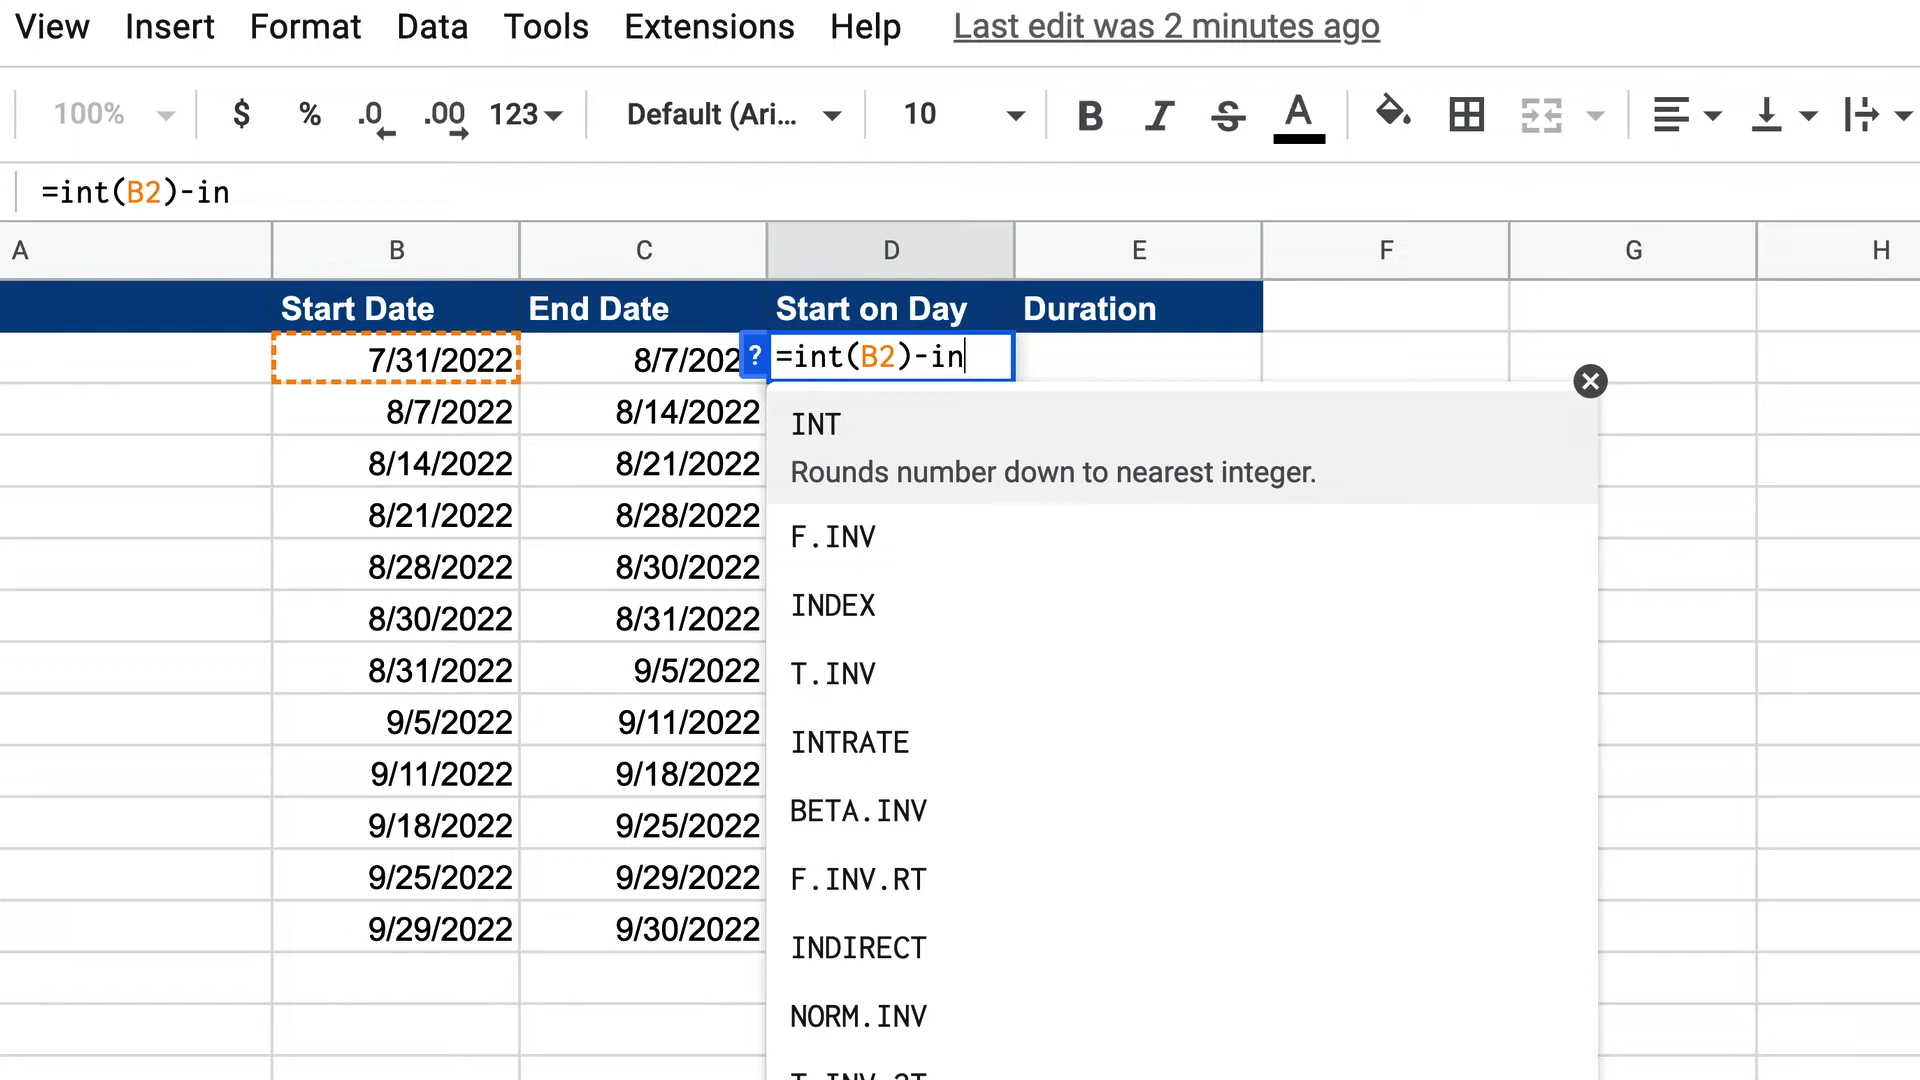 View Insert Format Data Tools Extensions Help Last edit was 2 minutes ago
100% $ % .0 .00 123 Default (Ari... 10 B I S A
=int(B2)-in
A B C D E F G H
Start Date End Date Start on Day Duration
7/31/2022 8/7/202 ? =int(B2)-in
8/7/2022 8/14/2022
8/14/2022 8/21/2022
8/21/2022 8/28/2022
8/28/2022 8/30/2022
8/30/2022 8/31/2022
8/31/2022 9/5/2022
9/5/2022 9/11/2022
9/11/2022 9/18/2022
9/18/2022 9/25/2022
9/25/2022 9/29/2022
9/29/2022 9/30/2022
INT
Rounds number down to nearest integer.
F.INV
INDEX
T.INV
INTRATE
BETA.INV
F.INV.RT
INDIRECT
NORM.INV